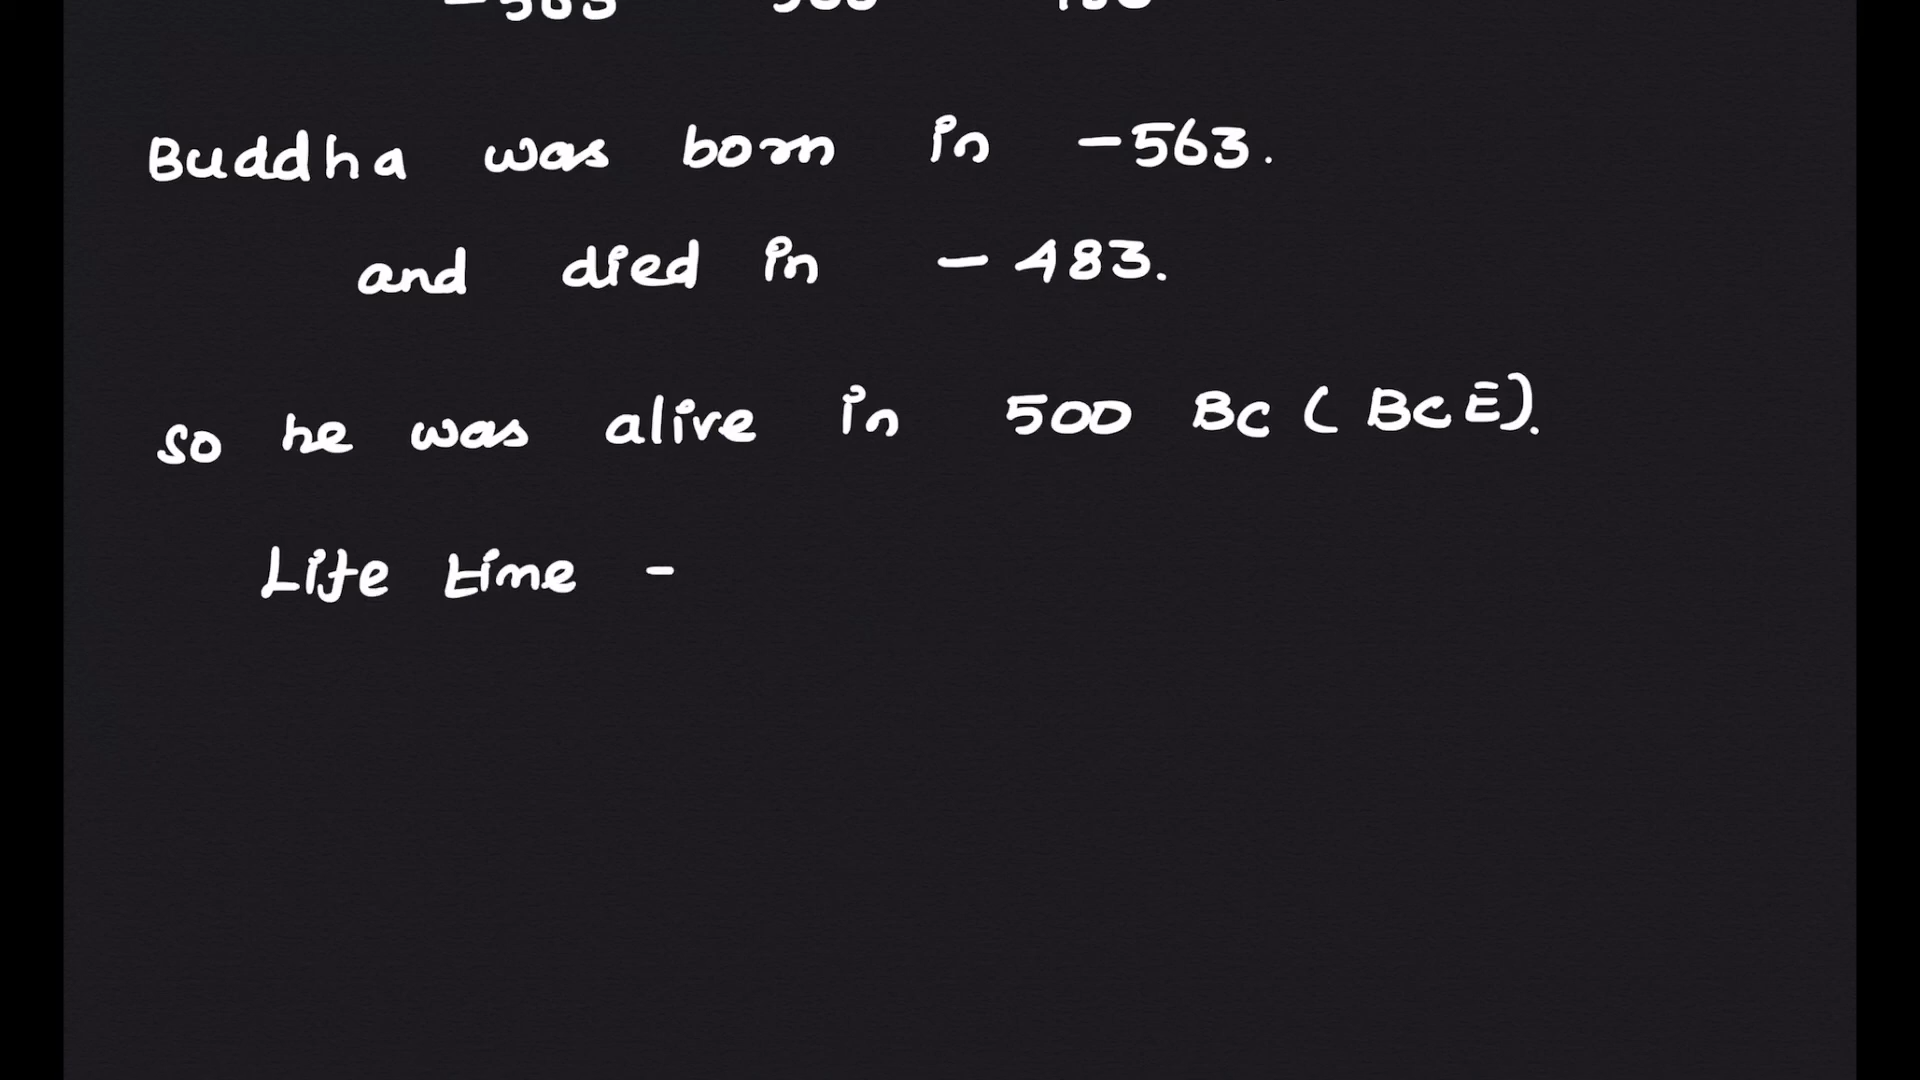 Buddha was born in -563.
and died in - 483.
so he was alive in 500 BC ( BCE).
Life time -